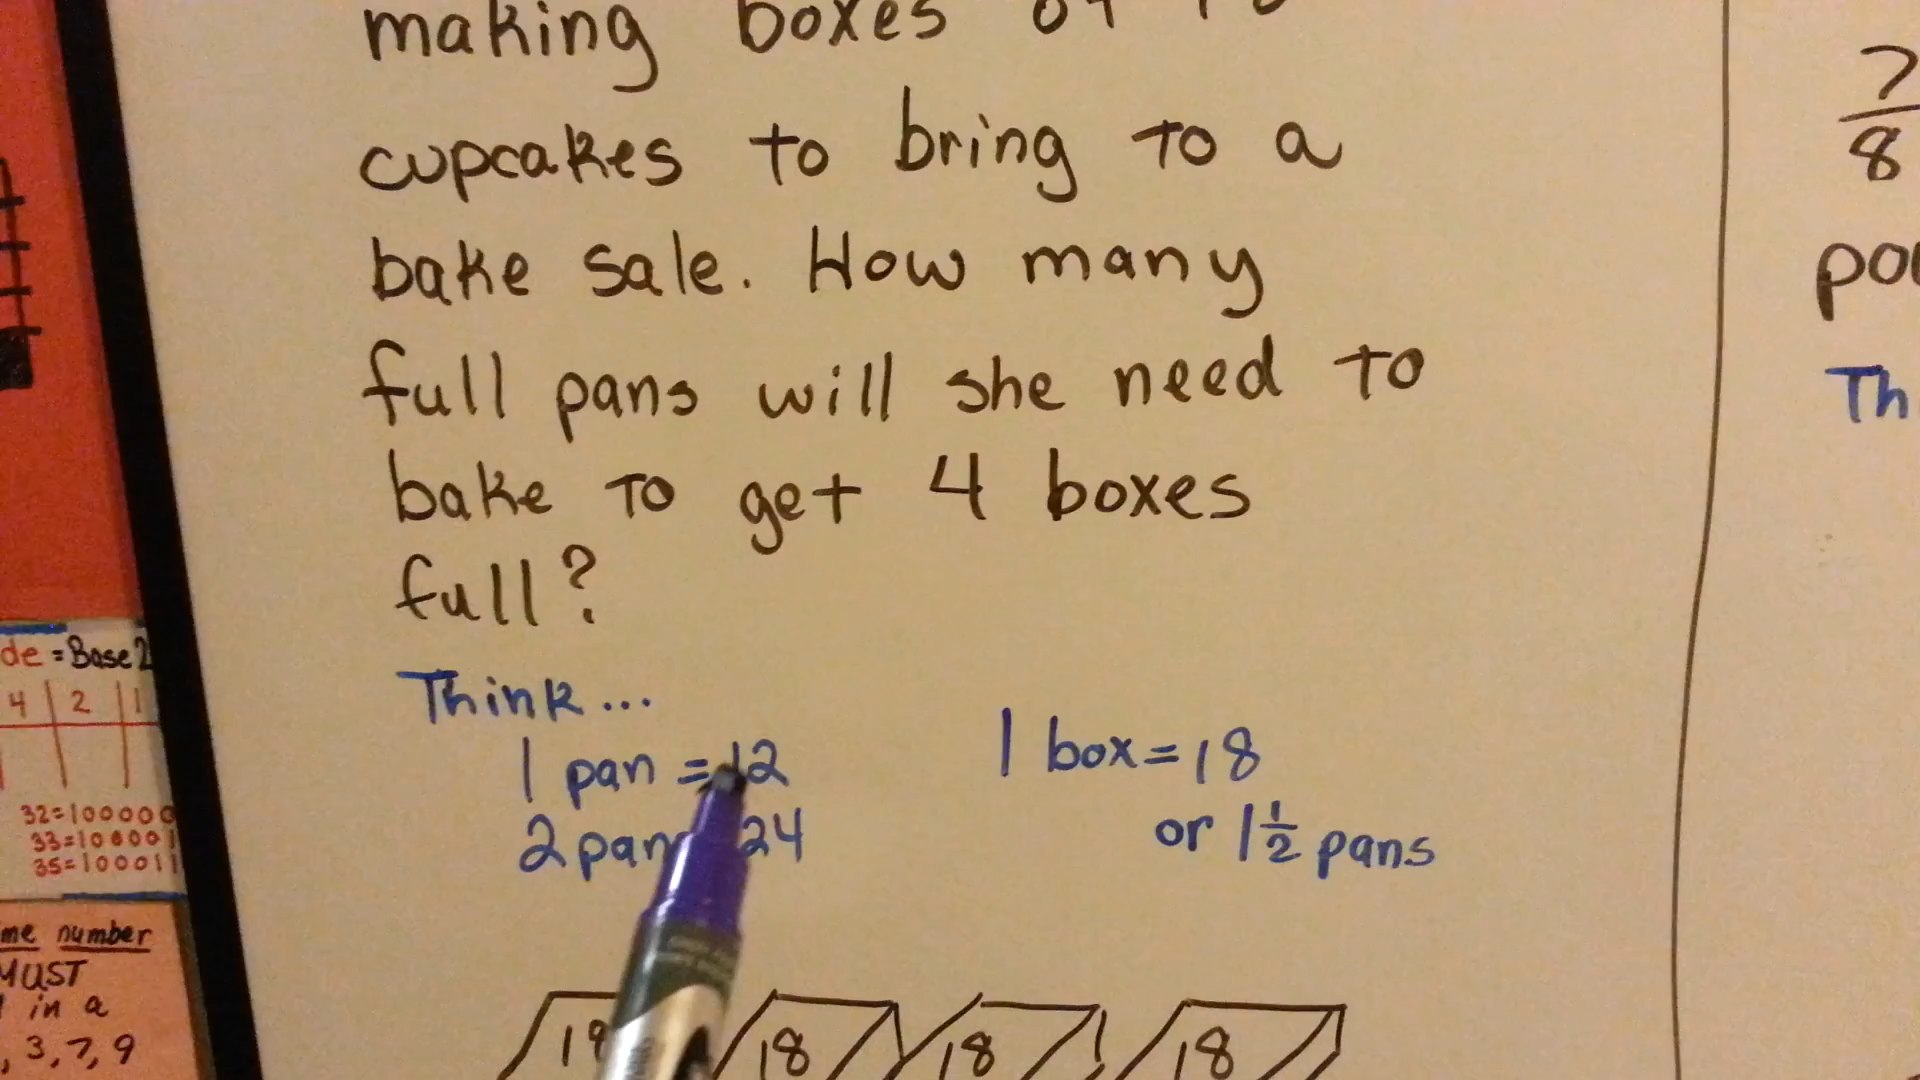 making boxes of
cupcakes to bring to a
bake sale. How many
full pans will she need to
bake to get 4 boxes
full?
Think...
1 pan = 12
2 pan 24
1 box = 18
or 1 1/2 pans
18 18 18
7/8
Th
de = Base 2
4 2 1
32=100000
33=100001
35=100011
me number
MUST
in a
, 3, 7, 9